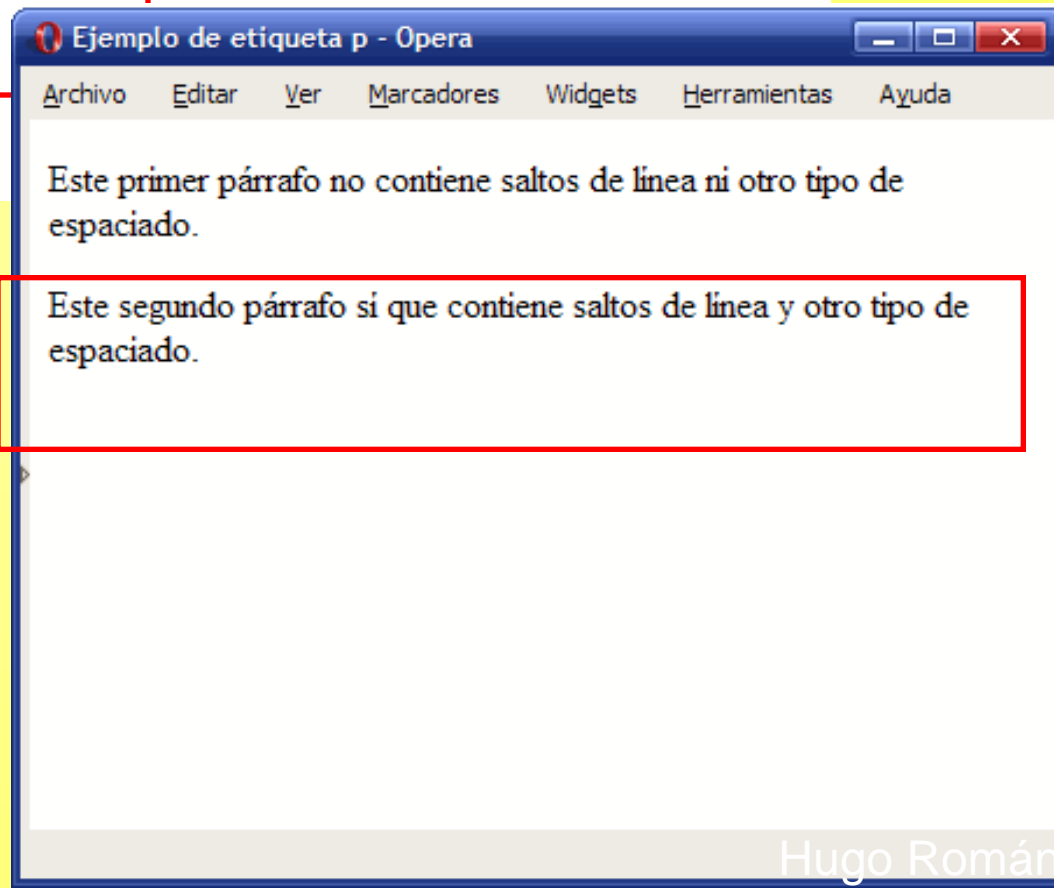 Ejemplo de etiqueta p - Opera
Archivo Editar Ver Marcadores Widgets Herramientas Ayuda
Este primer párrafo no contiene saltos de línea ni otro tipo de
espaciado.
Este segundo párrafo sí que contiene saltos de línea y otro tipo de
espaciado.
Hugo Román